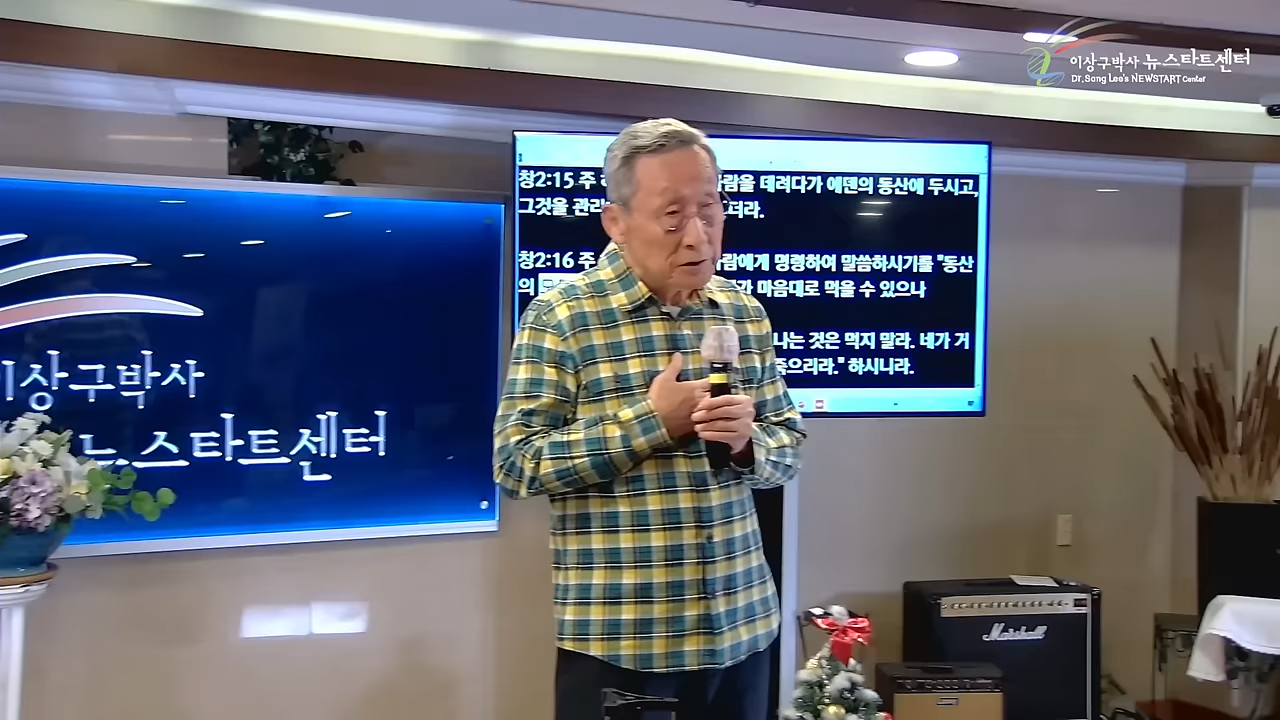 이상구박사 뉴스타트센터
Dr. Sang Lee's NEWSTART Center
창2:15 주 람을 데려다가 에덴의 동산에 두시고,
그것을 관리 더라.
창2:16 주 람에게 명령하여 말씀하시기를 "동산
의 마음대로 먹을 수 있으나
나는 것은 먹지 말라. 네가 거
죽으리라." 하시니라.
이상구박사
뉴스타트센터
Marshall